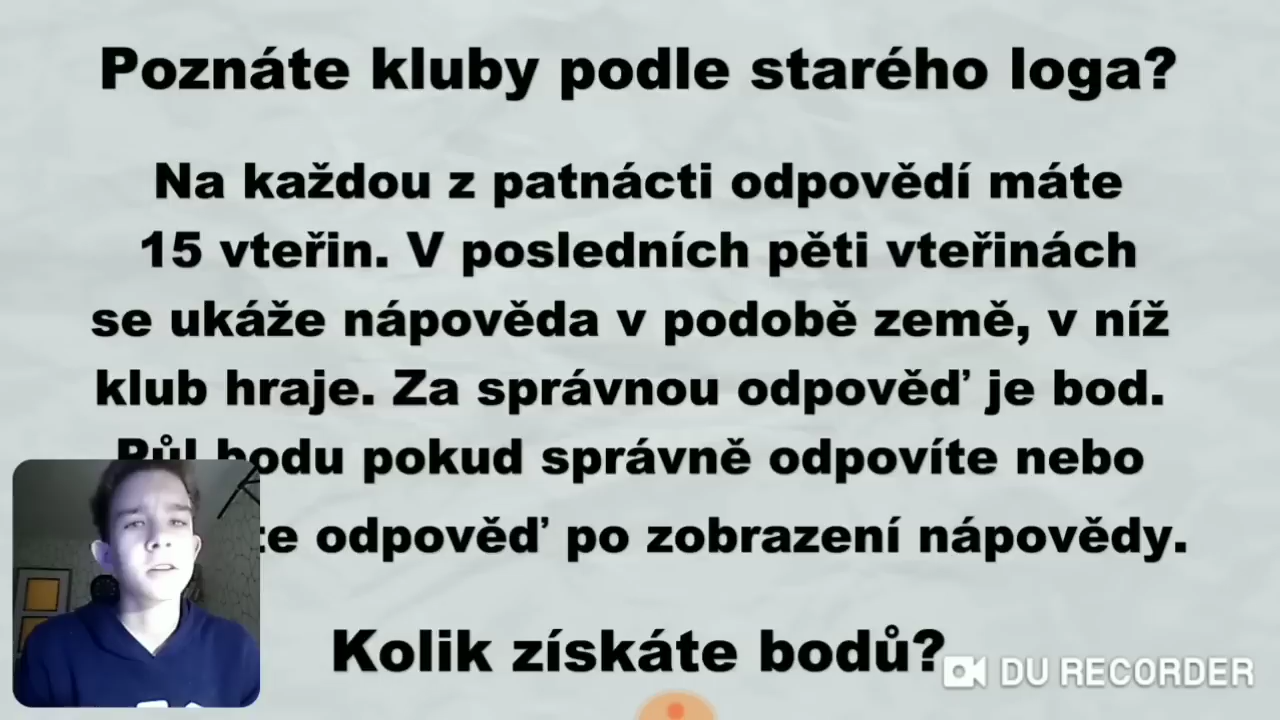 Poznáte kluby podle starého loga?
Na každou z patnácti odpovědí máte
15 vteřin. V posledních pěti vteřinách
se ukáže nápověda v podobě země, v níž
klub hraje. Za správnou odpověď je bod.
Půl bodu pokud správně odpovíte nebo
odpověď po zobrazení nápovědy.
Kolik získáte bodů?
DU RECORDER